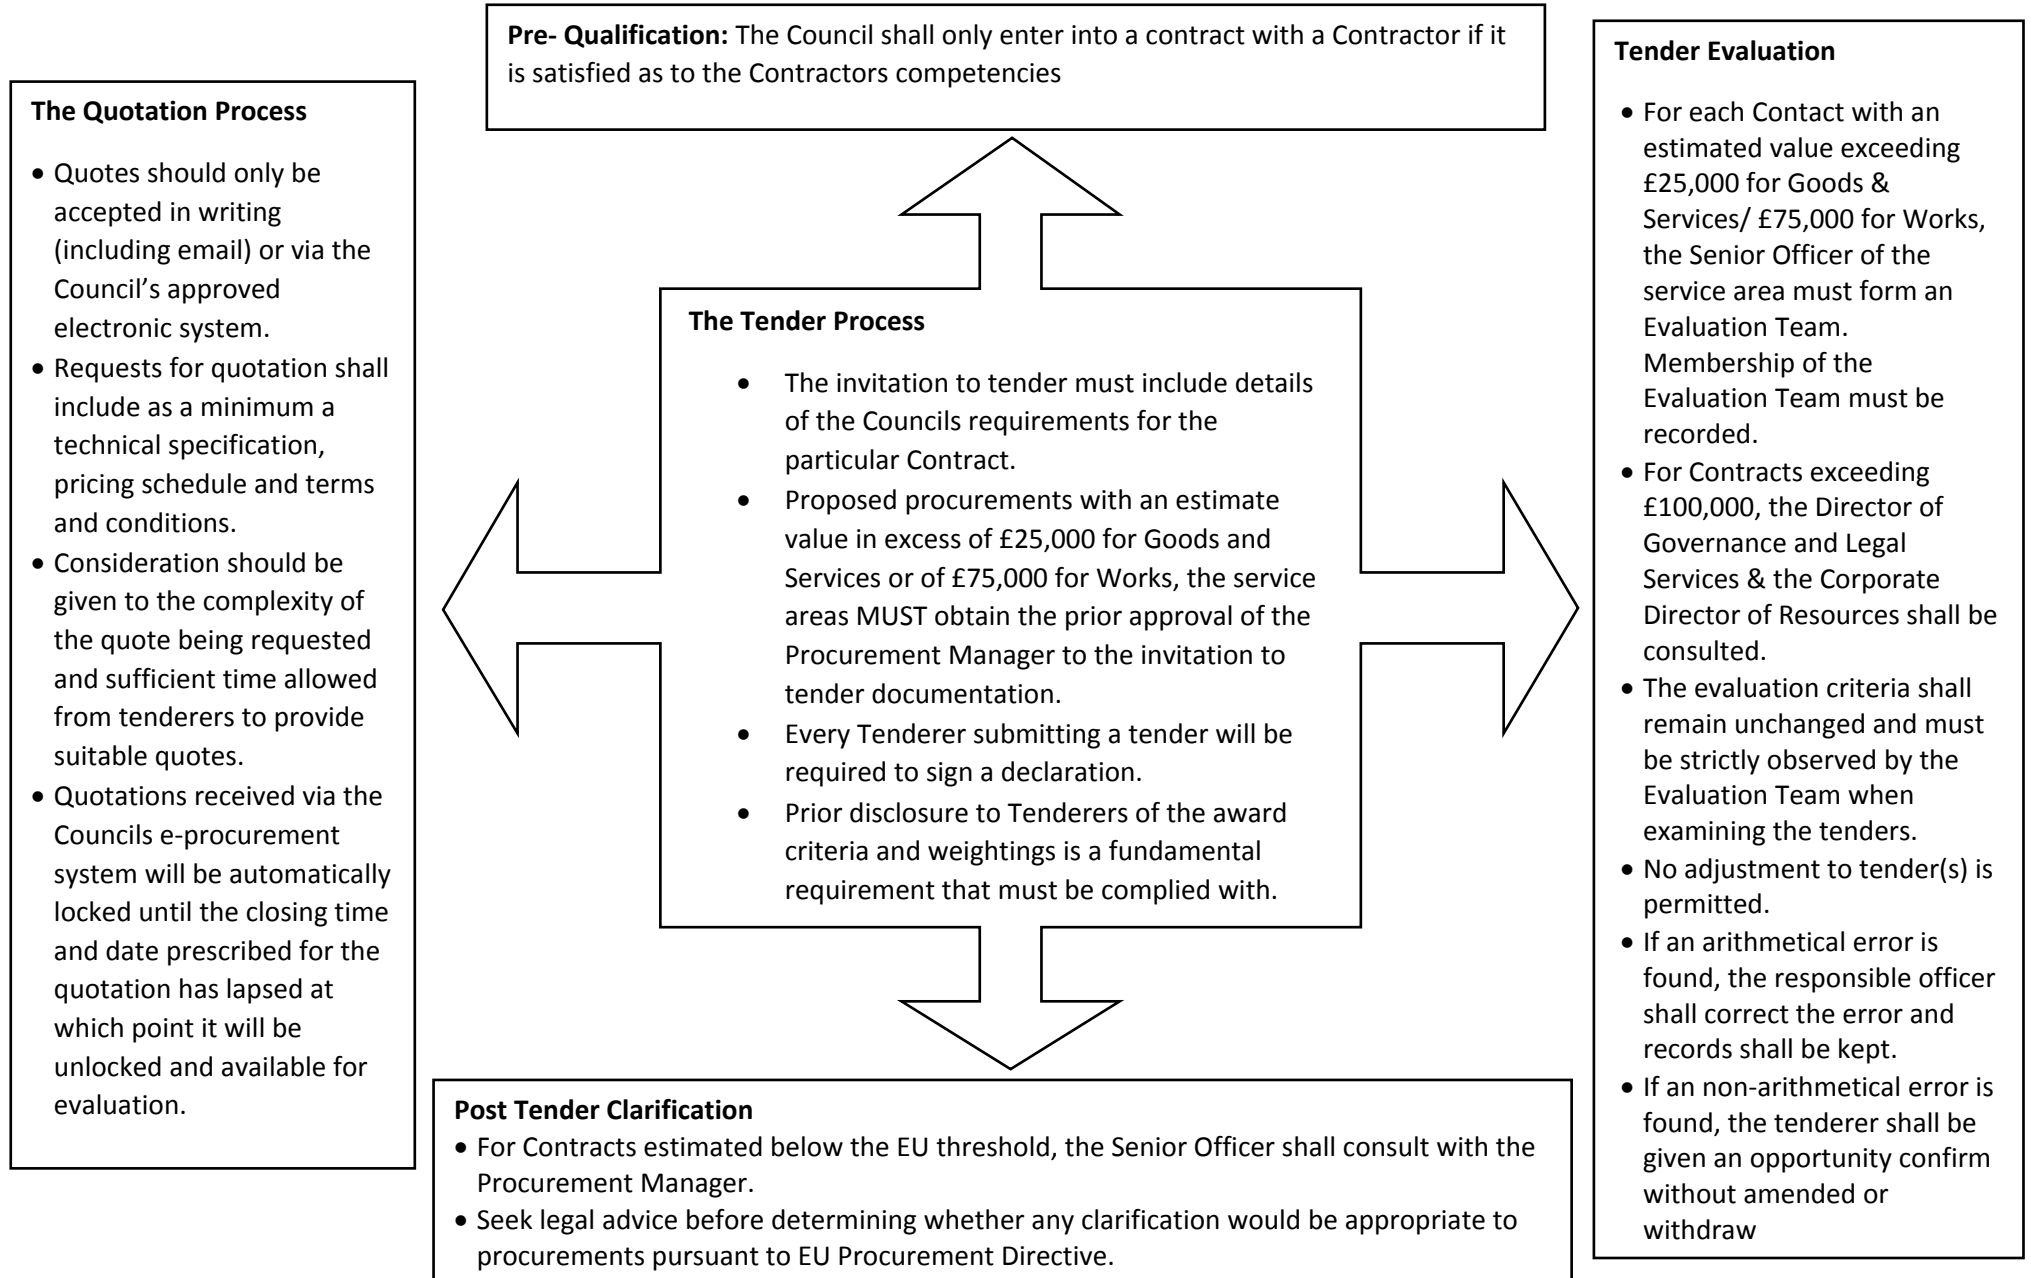 Pre- Qualification: The Council shall only enter into a contract with a Contractor if it
is satisfied as to the Contractors competencies
The Quotation Process
• Quotes should only be
accepted in writing
(including email) or via the
Council’s approved
electronic system.
• Requests for quotation shall
include as a minimum a
technical specification,
pricing schedule and terms
and conditions.
• Consideration should be
given to the complexity of
the quote being requested
and sufficient time allowed
from tenderers to provide
suitable quotes.
• Quotations received via the
Councils e-procurement
system will be automatically
locked until the closing time
and date prescribed for the
quotation has lapsed at
which point it will be
unlocked and available for
evaluation.
The Tender Process
• The invitation to tender must include details
of the Councils requirements for the
particular Contract.
• Proposed procurements with an estimate
value in excess of £25,000 for Goods and
Services or of £75,000 for Works, the service
areas MUST obtain the prior approval of the
Procurement Manager to the invitation to
tender documentation.
• Every Tenderer submitting a tender will be
required to sign a declaration.
• Prior disclosure to Tenderers of the award
criteria and weightings is a fundamental
requirement that must be complied with.
Tender Evaluation
• For each Contact with an
estimated value exceeding
£25,000 for Goods &
Services/ £75,000 for Works,
the Senior Officer of the
service area must form an
Evaluation Team.
Membership of the
Evaluation Team must be
recorded.
• For Contracts exceeding
£100,000, the Director of
Governance and Legal
Services & the Corporate
Director of Resources shall be
consulted.
• The evaluation criteria shall
remain unchanged and must
be strictly observed by the
Evaluation Team when
examining the tenders.
• No adjustment to tender(s) is
permitted.
• If an arithmetical error is
found, the responsible officer
shall correct the error and
records shall be kept.
• If an non-arithmetical error is
found, the tenderer shall be
given an opportunity confirm
without amended or
withdraw
Post Tender Clarification
• For Contracts estimated below the EU threshold, the Senior Officer shall consult with the
Procurement Manager.
• Seek legal advice before determining whether any clarification would be appropriate to
procurements pursuant to EU Procurement Directive.